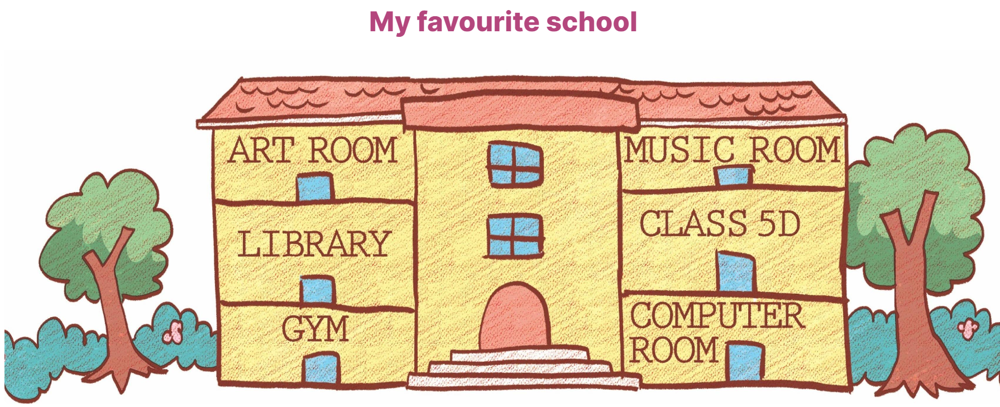 My favourite school
ART ROOM
MUSIC ROOM
LIBRARY
CLASS 5D
GYM
COMPUTER
ROOM